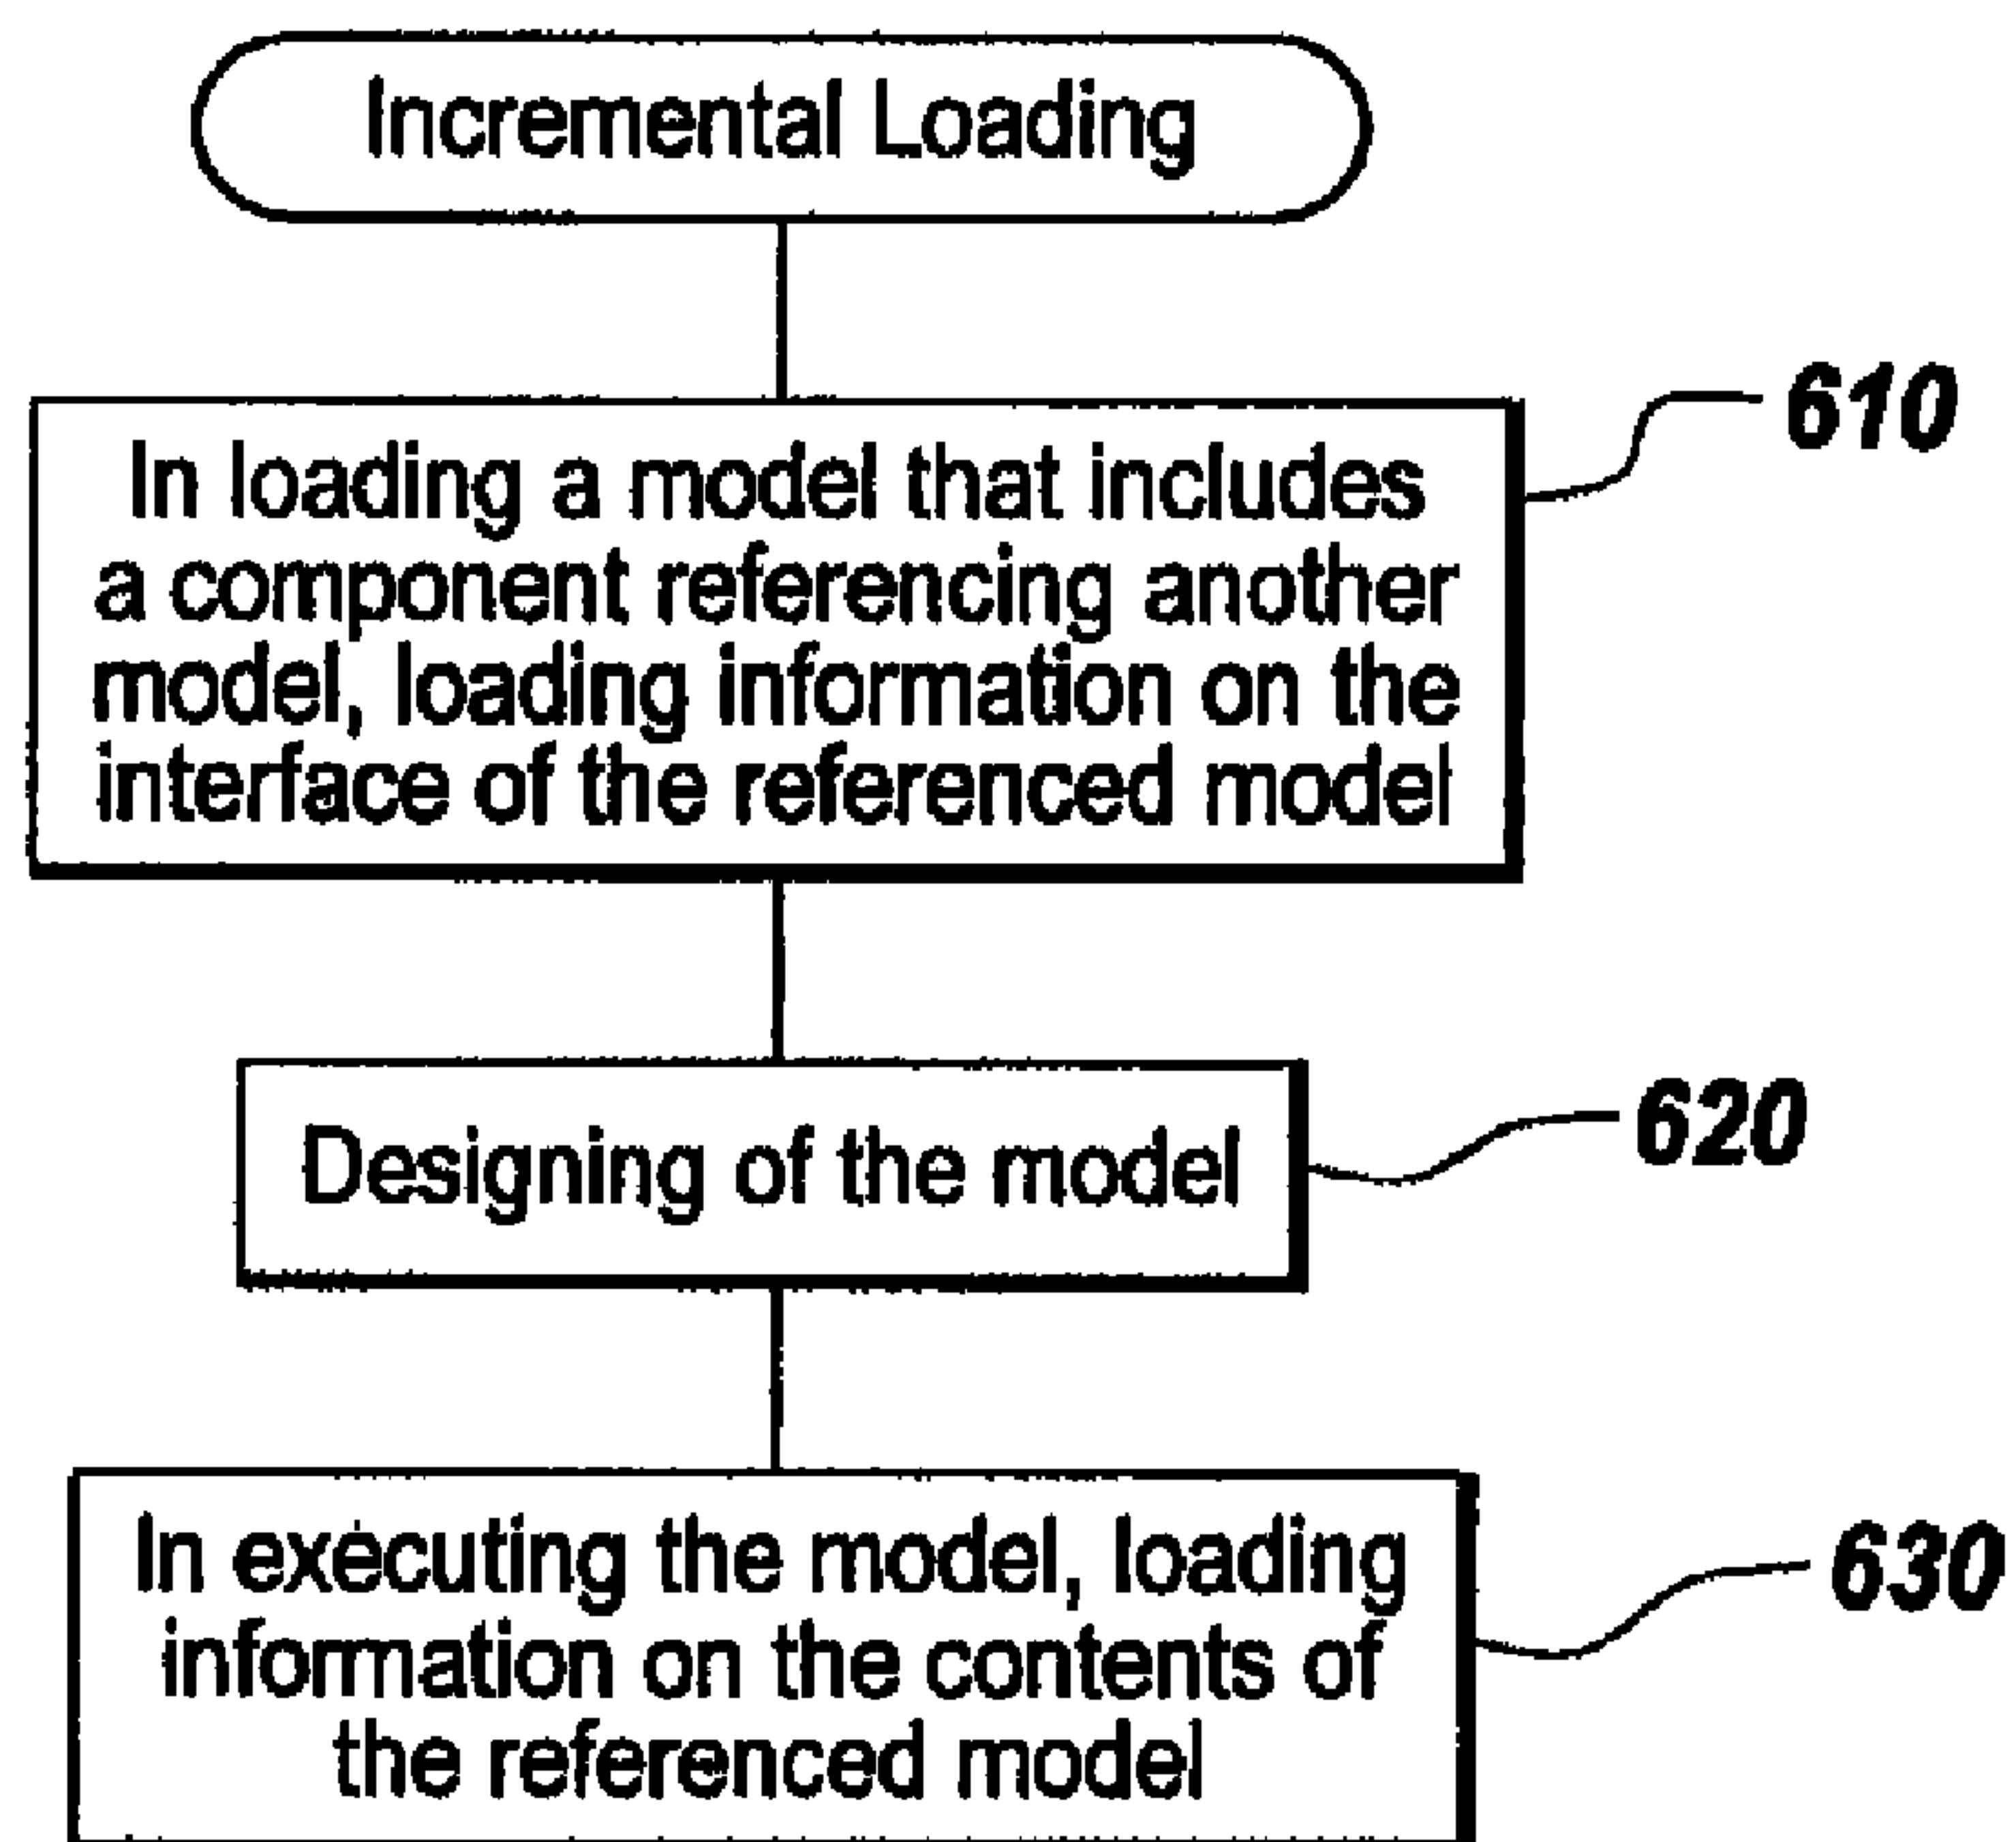 Incremental Loading
610
In loading a model that includes
a component referencing another
model, loading information on the
interface of the referenced model
620
Designing of the model
630
In executing the model, loading
information on the contents of
the referenced model